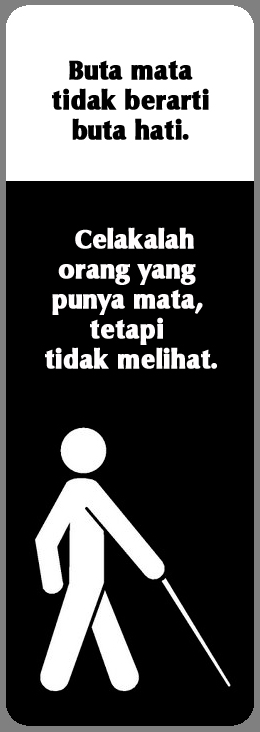 Buta mata
tidak berarti
buta hati.
Celakalah
orang yang
punya mata,
tetapi
tidak melihat.